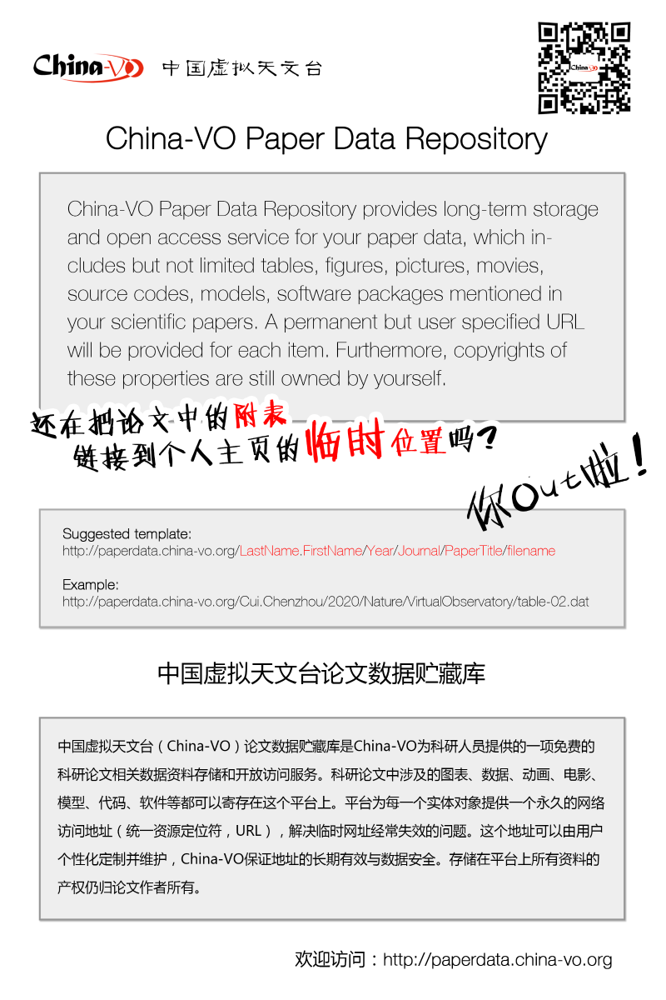 China-VO 中国虚拟天文台
China-VO
China-VO Paper Data Repository
China-VO Paper Data Repository provides long-term storage
and open access service for your paper data, which in-
cludes but not limited tables, figures, pictures, movies,
source codes, models, software packages mentioned in
your scientific papers. A permanent but user specified URL
will be provided for each item. Furthermore, copyrights of
these properties are still owned by yourself.
还在把论文中的附表
链接到个人主页的临时位置吗?
你Out啦!
Suggested template:
http://paperdata.china-vo.org/LastName.FirstName/Year/Journal/PaperTitle/filename
Example:
http://paperdata.china-vo.org/Cui.Chenzhou/2020/Nature/VirtualObservatory/table-02.dat
中国虚拟天文台论文数据贮藏库
中国虚拟天文台（China-VO）论文数据贮藏库是China-VO为科研人员提供的一项免费的
科研论文相关数据资料存储和开放访问服务。科研论文中涉及的图表、数据、动画、电影、
模型、代码、软件等都可以寄存在这个平台上。平台为每一个实体对象提供一个永久的网络
访问地址（统一资源定位符，URL），解决临时网址经常失效的问题。这个地址可以由用户
个性化定制并维护，China-VO保证地址的长期有效与数据安全。存储在平台上所有资料的
产权仍归论文作者所有。
欢迎访问：http://paperdata.china-vo.org